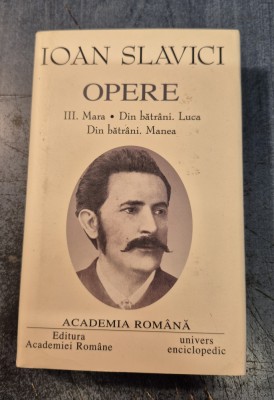 IOAN SLAVICI
OPERE
III. Mara • Din bătrâni. Luca
Din bătrâni. Manea
ACADEMIA ROMÂNĂ
Editura
Academiei Române
univers
enciclopedic